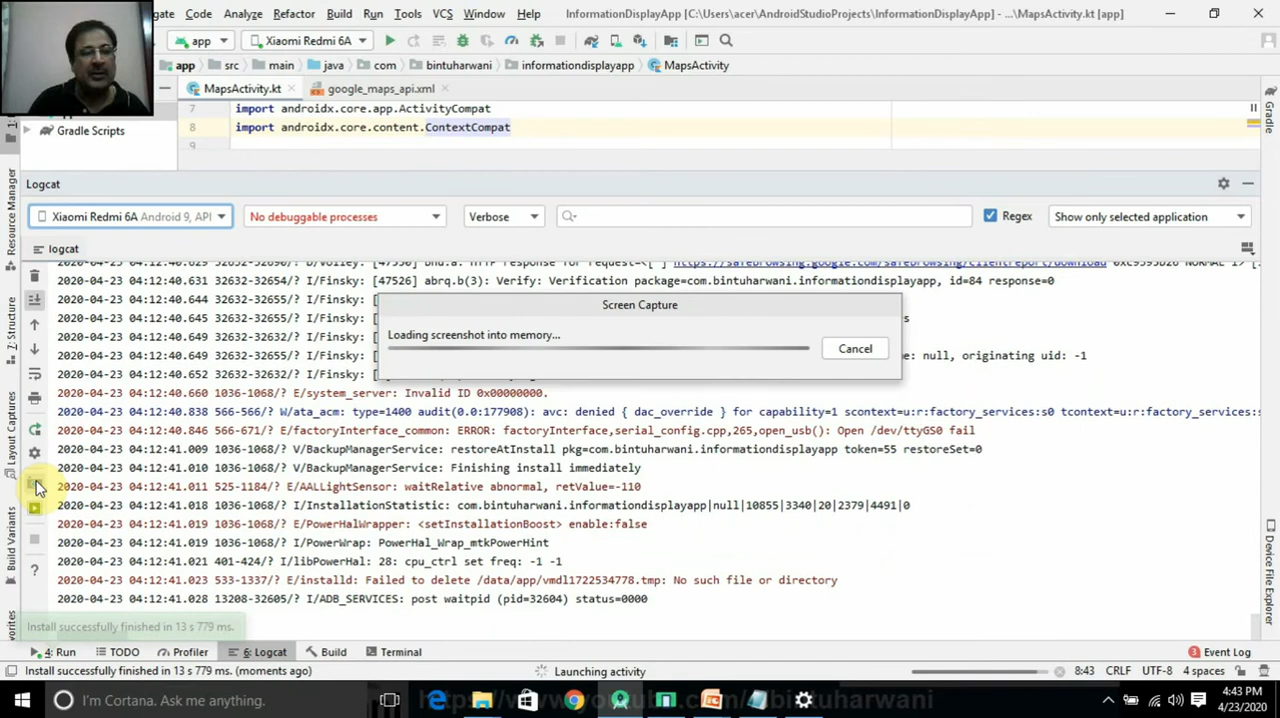 gate Code Analyze Refactor Build Run Tools VCS Window Help InformationDisplayApp [C:\Users\acer\AndroidStudioProjects\InformationDisplayApp] - ...\MapsActivity.kt [app]
app Xiaomi Redmi 6A
app src main java com bintuharwani informationdisplayapp MapsActivity
MapsActivity.kt google_maps_api.xml
7 import androidx.core.app.ActivityCompat
Gradle Scripts
8 import androidx.core.content.ContextCompat
9
Gradle
Resource Manager
Logcat
Xiaomi Redmi 6A Android 9, API No debuggable processes Verbose Regex Show only selected application
logcat
2020-04-23 04:12:40.631 32632-32654/? I/Finsky: [47526] abrq.b(3): Verify: Verification package=com.bintuharwani.informationdisplayapp, id=84 response=0
2020-04-23 04:12:40.644 32632-32655/? I/Finsky: [
Screen Capture
2020-04-23 04:12:40.645 32632-32655/? I/Finsky: [
2020-04-23 04:12:40.649 32632-32655/? I/Finsky: [
Loading screenshot into memory...
Cancel
2020-04-23 04:12:40.651 32632-32655/? I/Finsky: [ null, originating uid: -1
2020-04-23 04:12:40.652 32632-32632/? I/Finsky: [
2020-04-23 04:12:40.660 1036-1068/? E/system_server: Invalid ID 0x00000000.
2020-04-23 04:12:40.838 566-566/? W/ata_acm: type=1400 audit(0.0:177908): avc: denied { dac_override } for capability=1 scontext=u:r:factory_services:s0 tcontext=u:r:factory_services:s
2020-04-23 04:12:40.846 566-671/? E/factoryInterface_common: ERROR: factoryInterface,serial_config.cpp,265,open_usb(): Open /dev/ttyGS0 fail
2020-04-23 04:12:41.009 1036-1068/? V/BackupManagerService: restoreAtInstall pkg=com.bintuharwani.informationdisplayapp token=55 restoreSet=0
2020-04-23 04:12:41.010 1036-1068/? V/BackupManagerService: Finishing install immediately
2020-04-23 04:12:41.011 525-1184/? E/AALLightSensor: waitRelative abnormal, retValue=-110
2020-04-23 04:12:41.018 1036-1068/? I/InstallationStatistic: com.bintuharwani.informationdisplayapp|null|10855|3340|20|2379|4491|0
2020-04-23 04:12:41.019 1036-1068/? E/PowerHalWrapper: <setInstallationBoost> enable:false
2020-04-23 04:12:41.019 1036-1068/? I/PowerWrap: PowerHal_Wrap_mtkPowerHint
2020-04-23 04:12:41.021 401-424/? I/libPowerHal: 28: cpu_ctrl set freq: -1 -1
2020-04-23 04:12:41.023 533-1337/? E/installd: Failed to delete /data/app/vmdl1722534778.tmp: No such file or directory
2020-04-23 04:12:41.028 13208-32605/? I/ADB_SERVICES: post waitpid (pid=32604) status=0000
Z: Structure
Layout Captures
Build Variants
Device File Explorer
Install successfully finished in 13 s 779 ms.
4: Run TODO Profiler 6: Logcat Build Terminal 3 Event Log
Install successfully finished in 13 s 779 ms. (moments ago) Launching activity 8:43 CRLF UTF-8 4 spaces
I'm Cortana. Ask me anything.
4:43 PM
4/23/2020